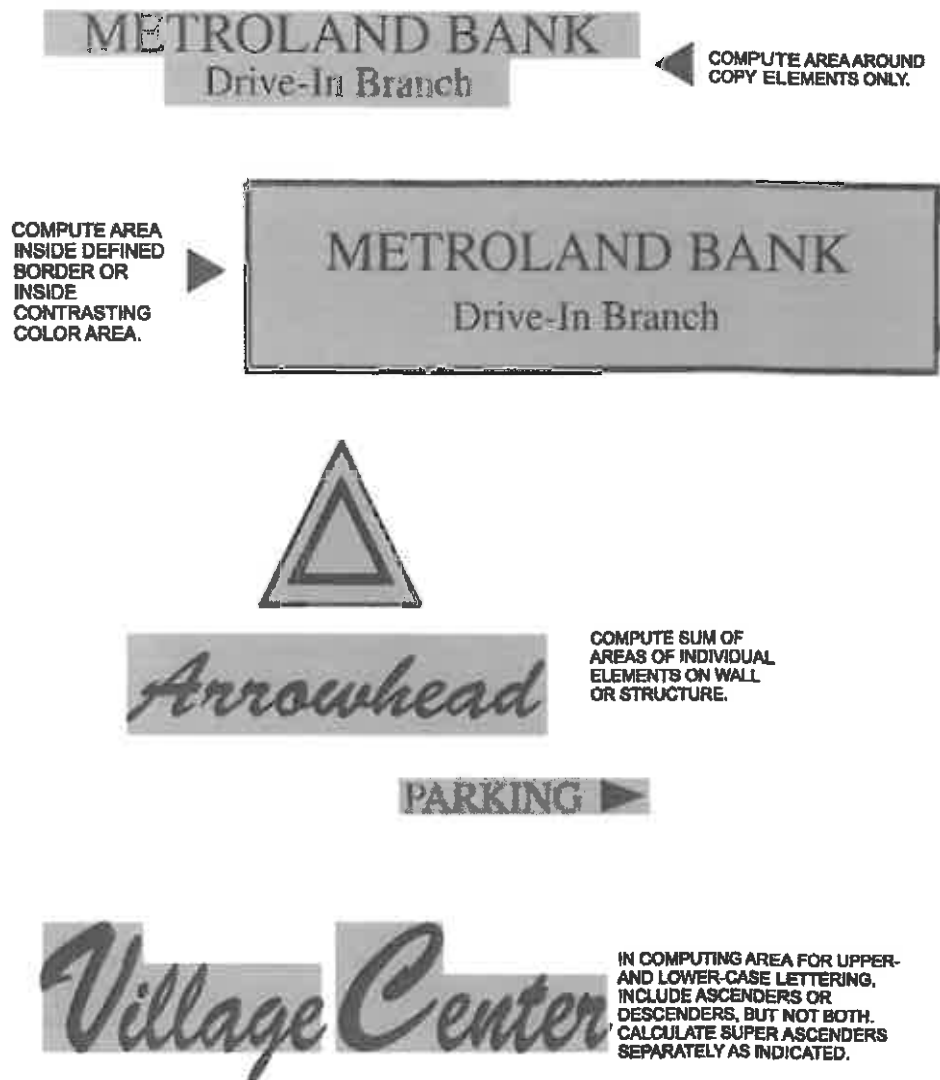 METROLAND BANK
Drive-In Branch
COMPUTE AREA AROUND
COPY ELEMENTS ONLY.
COMPUTE AREA
INSIDE DEFINED
BORDER OR
INSIDE
CONTRASTING
COLOR AREA.
METROLAND BANK
Drive-In Branch
Arrowhead
COMPUTE SUM OF
AREAS OF INDIVIDUAL
ELEMENTS ON WALL
OR STRUCTURE.
PARKING
Village Center
IN COMPUTING AREA FOR UPPER-
AND LOWER-CASE LETTERING,
INCLUDE ASCENDERS OR
DESCENDERS, BUT NOT BOTH.
CALCULATE SUPER ASCENDERS
SEPARATELY AS INDICATED.